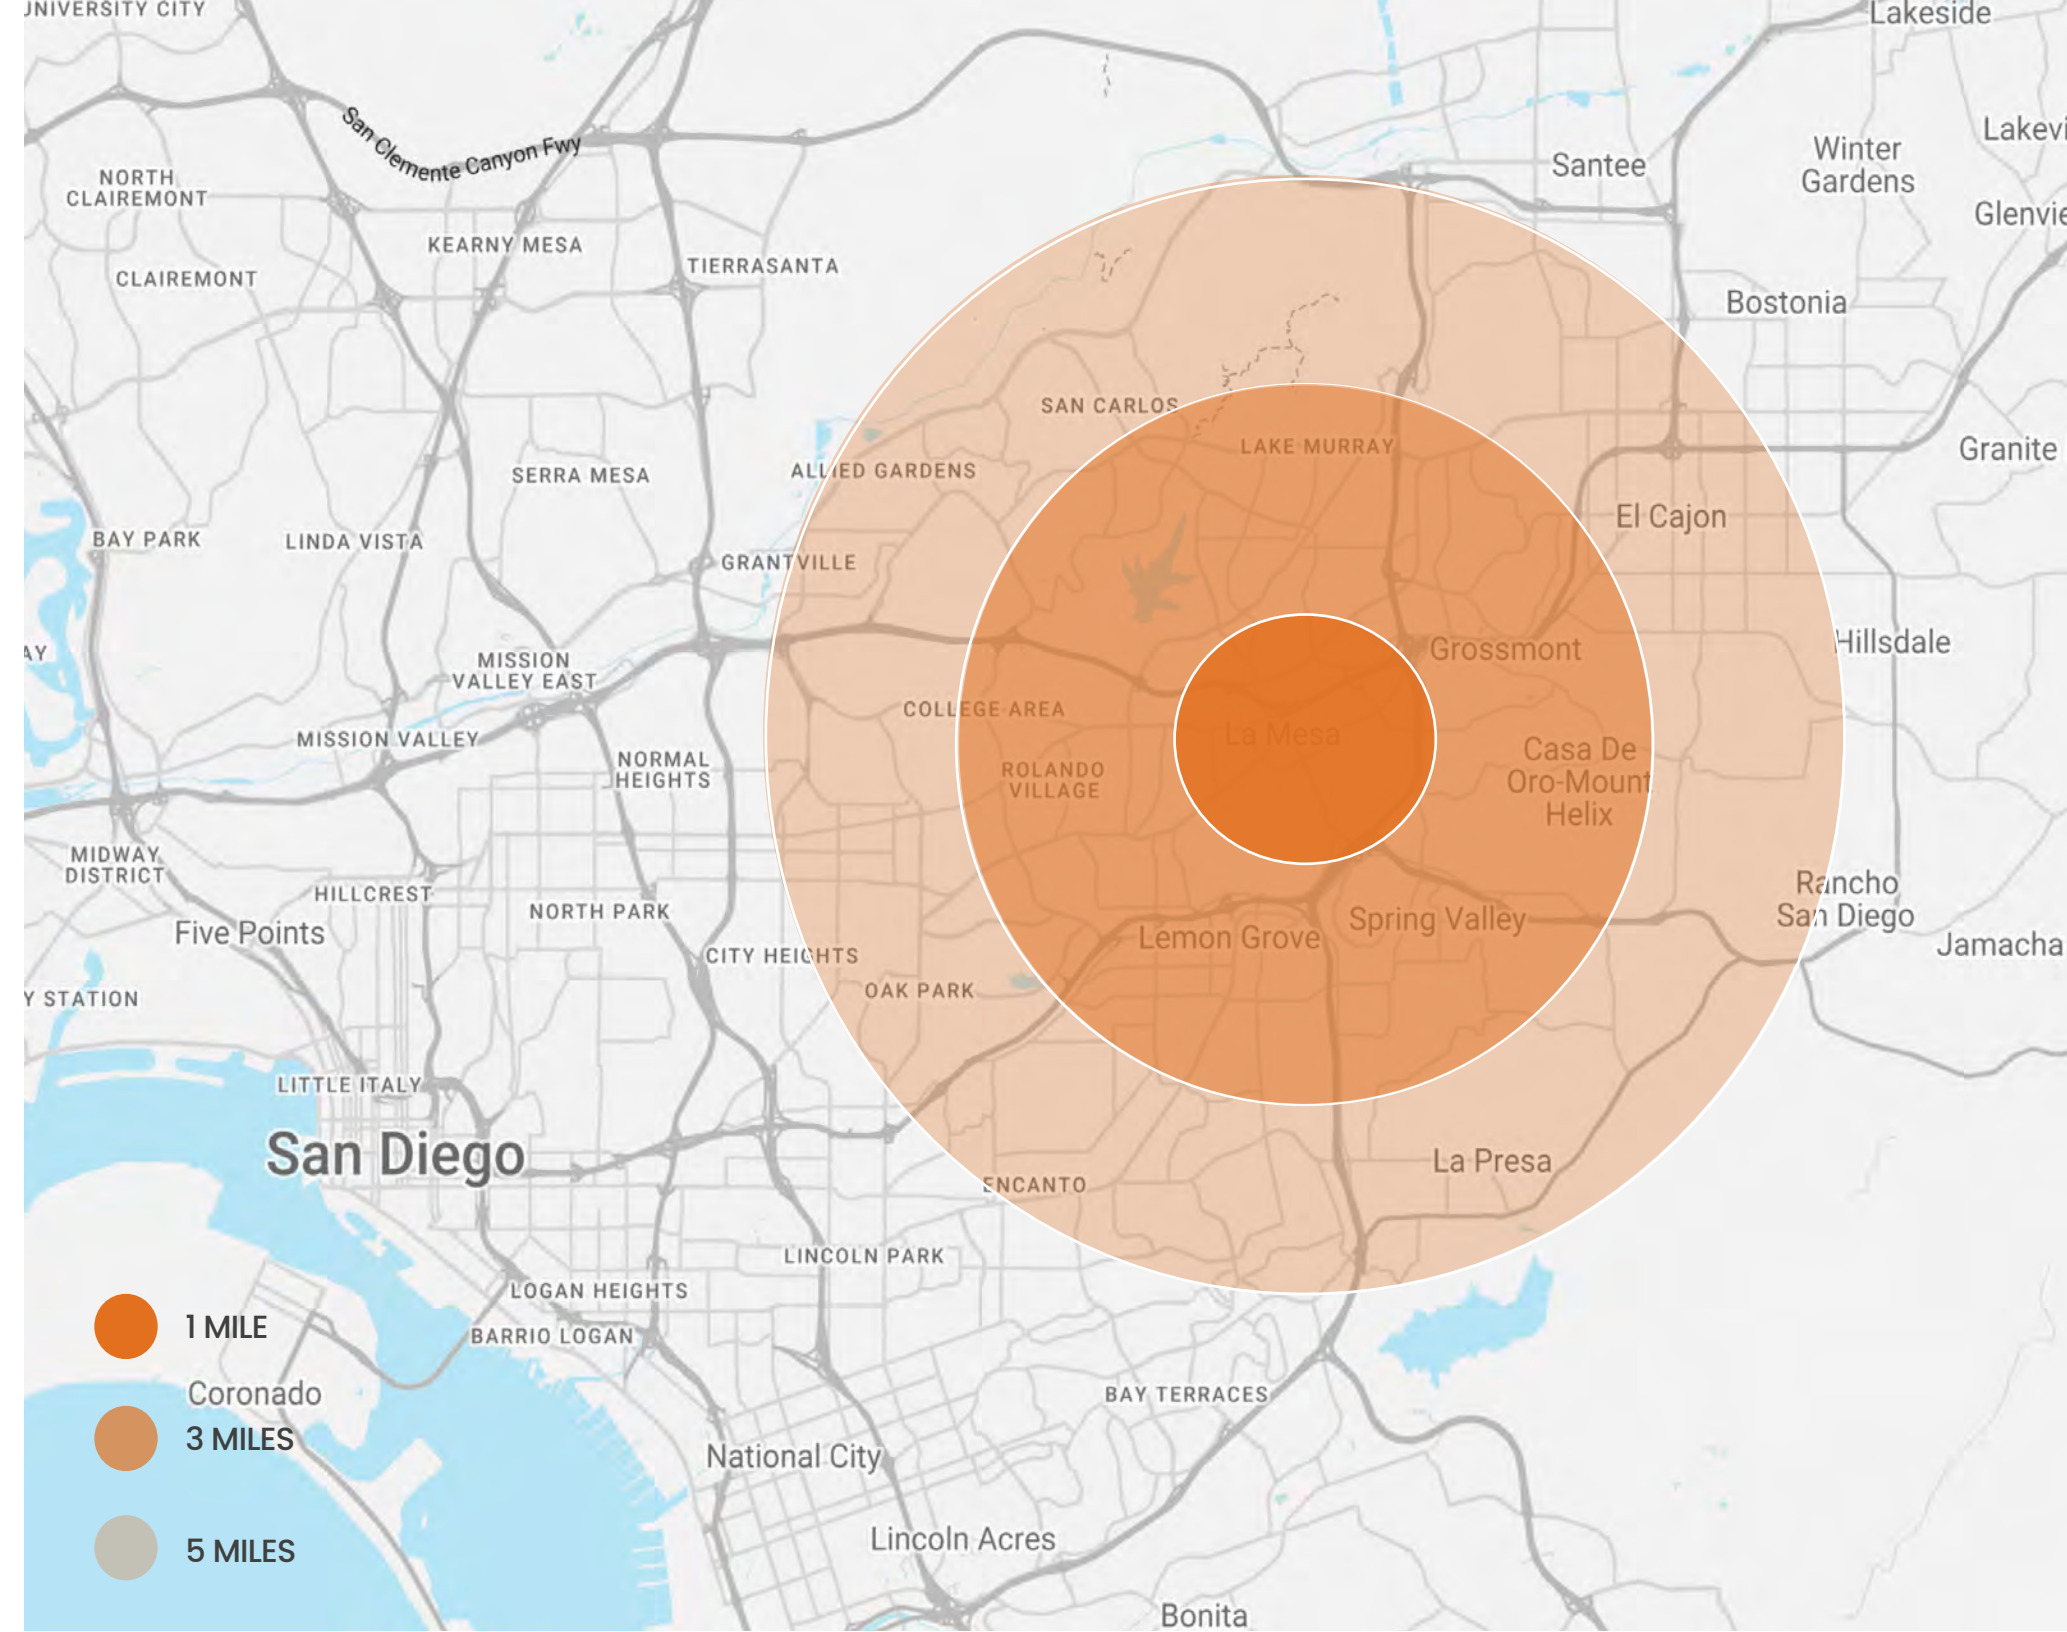 UNIVERSITY CITY
Lakeside
San Clemente Canyon Fwy
Santee
Winter
Gardens
Lakevi
Glenvie
NORTH
CLAIREMONT
KEARNY MESA
TIERRASANTA
CLAIREMONT
Bostonia
SAN CARLOS
LAKE MURRAY
Granite
SERRA MESA
ALLIED GARDENS
El Cajon
BAY PARK
LINDA VISTA
GRANTVILLE
AY
MISSION
VALLEY EAST
Grossmont
Hillsdale
COLLEGE AREA
MISSION VALLEY
La Mesa
NORMAL
HEIGHTS
ROLANDO
VILLAGE
Casa De
Oro-Mount
Helix
MIDWAY
DISTRICT
HILLCREST
NORTH PARK
Rancho
San Diego
Five Points
Lemon Grove
Spring Valley
Jamacha
CITY HEIGHTS
OAK PARK
Y STATION
LITTLE ITALY
San Diego
La Presa
ENCANTO
LINCOLN PARK
LOGAN HEIGHTS
BARRIO LOGAN
1 MILE
Coronado
3 MILES
BAY TERRACES
National City
5 MILES
Lincoln Acres
Bonita